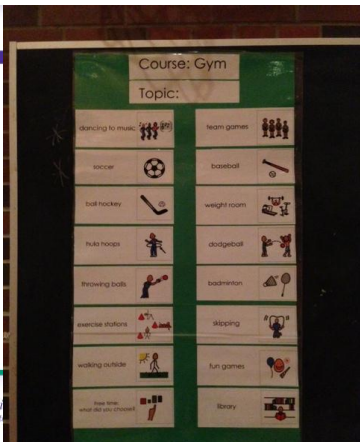 Course: Gym
Topic:
dancing to music
team games
soccer
baseball
ball hockey
weight room
hula hoops
dodgeball
throwing balls
badminton
exercise stations
skipping
walking outside
fun games
free time:
what did you choose?
library